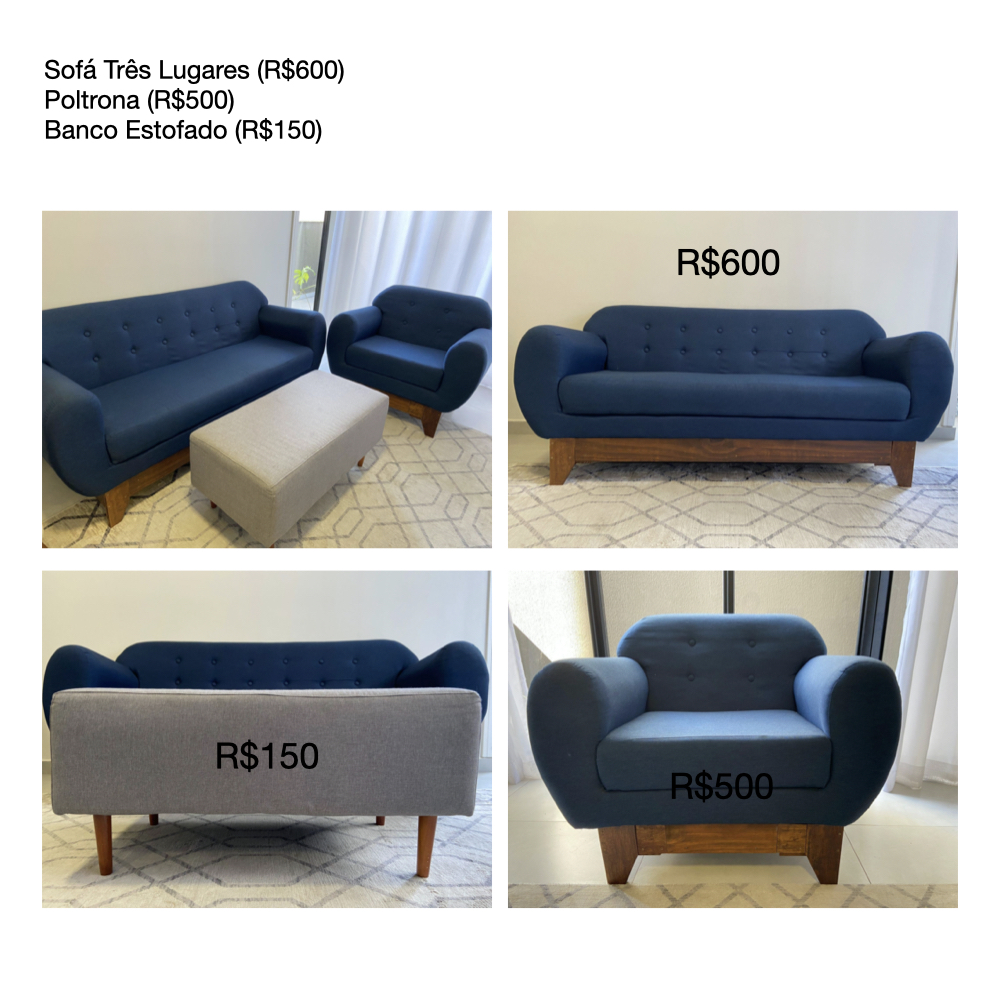 Sofá Três Lugares (R$600)
Poltrona (R$500)
Banco Estofado (R$150)
R$600
R$150
R$500